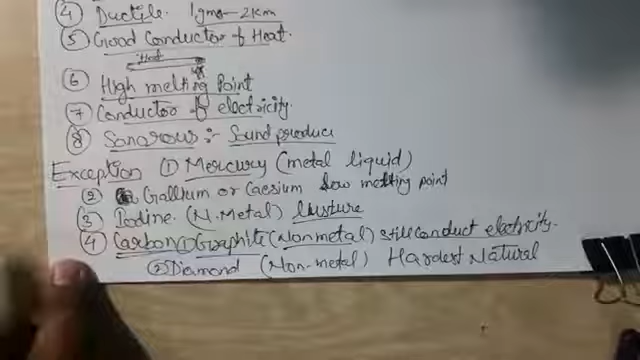 ④ Ductile. 1gms - 2km
⑤ Good Conductor of Heat.
Heat
⑥ High melting Point
⑦ Conductor of electricity.
⑧ Sonorous :- Sound produce
Exception ① Mercury (metal liquid)
② Gallium or Caesium low melting point
③ Iodine. (N.Metal) lusture
④ Carbon ① Graphite (Nonmetal) still conduct electricity.
② Diamond (Non-metal) Hardest Natural